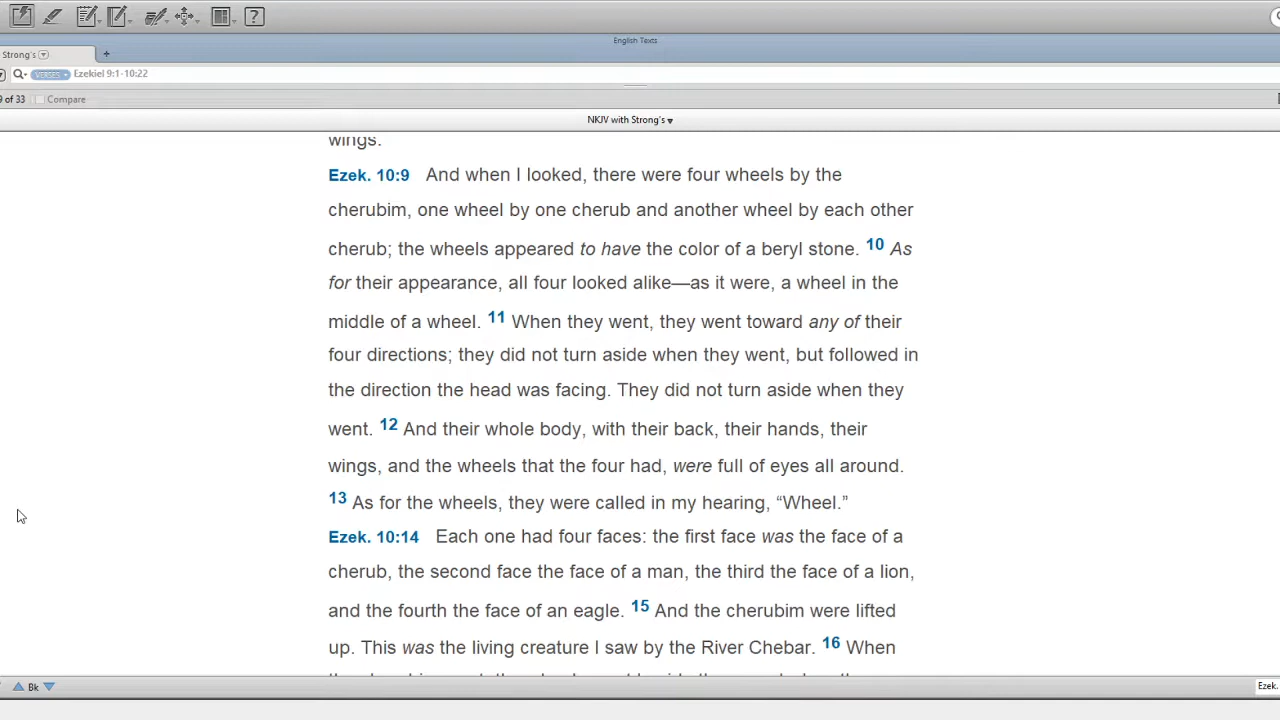 English Texts
Strong's
+
VERSES Ezekiel 9:1-10:22
9 of 33 Compare
NKJV with Strong's
wings.
Ezek. 10:9 And when I looked, there were four wheels by the
cherubim, one wheel by one cherub and another wheel by each other
cherub; the wheels appeared to have the color of a beryl stone. 10 As
for their appearance, all four looked alike—as it were, a wheel in the
middle of a wheel. 11 When they went, they went toward any of their
four directions; they did not turn aside when they went, but followed in
the direction the head was facing. They did not turn aside when they
went. 12 And their whole body, with their back, their hands, their
wings, and the wheels that the four had, were full of eyes all around.
13 As for the wheels, they were called in my hearing, “Wheel.”
Ezek. 10:14 Each one had four faces: the first face was the face of a
cherub, the second face the face of a man, the third the face of a lion,
and the fourth the face of an eagle. 15 And the cherubim were lifted
up. This was the living creature I saw by the River Chebar. 16 When
Bk
Ezek.